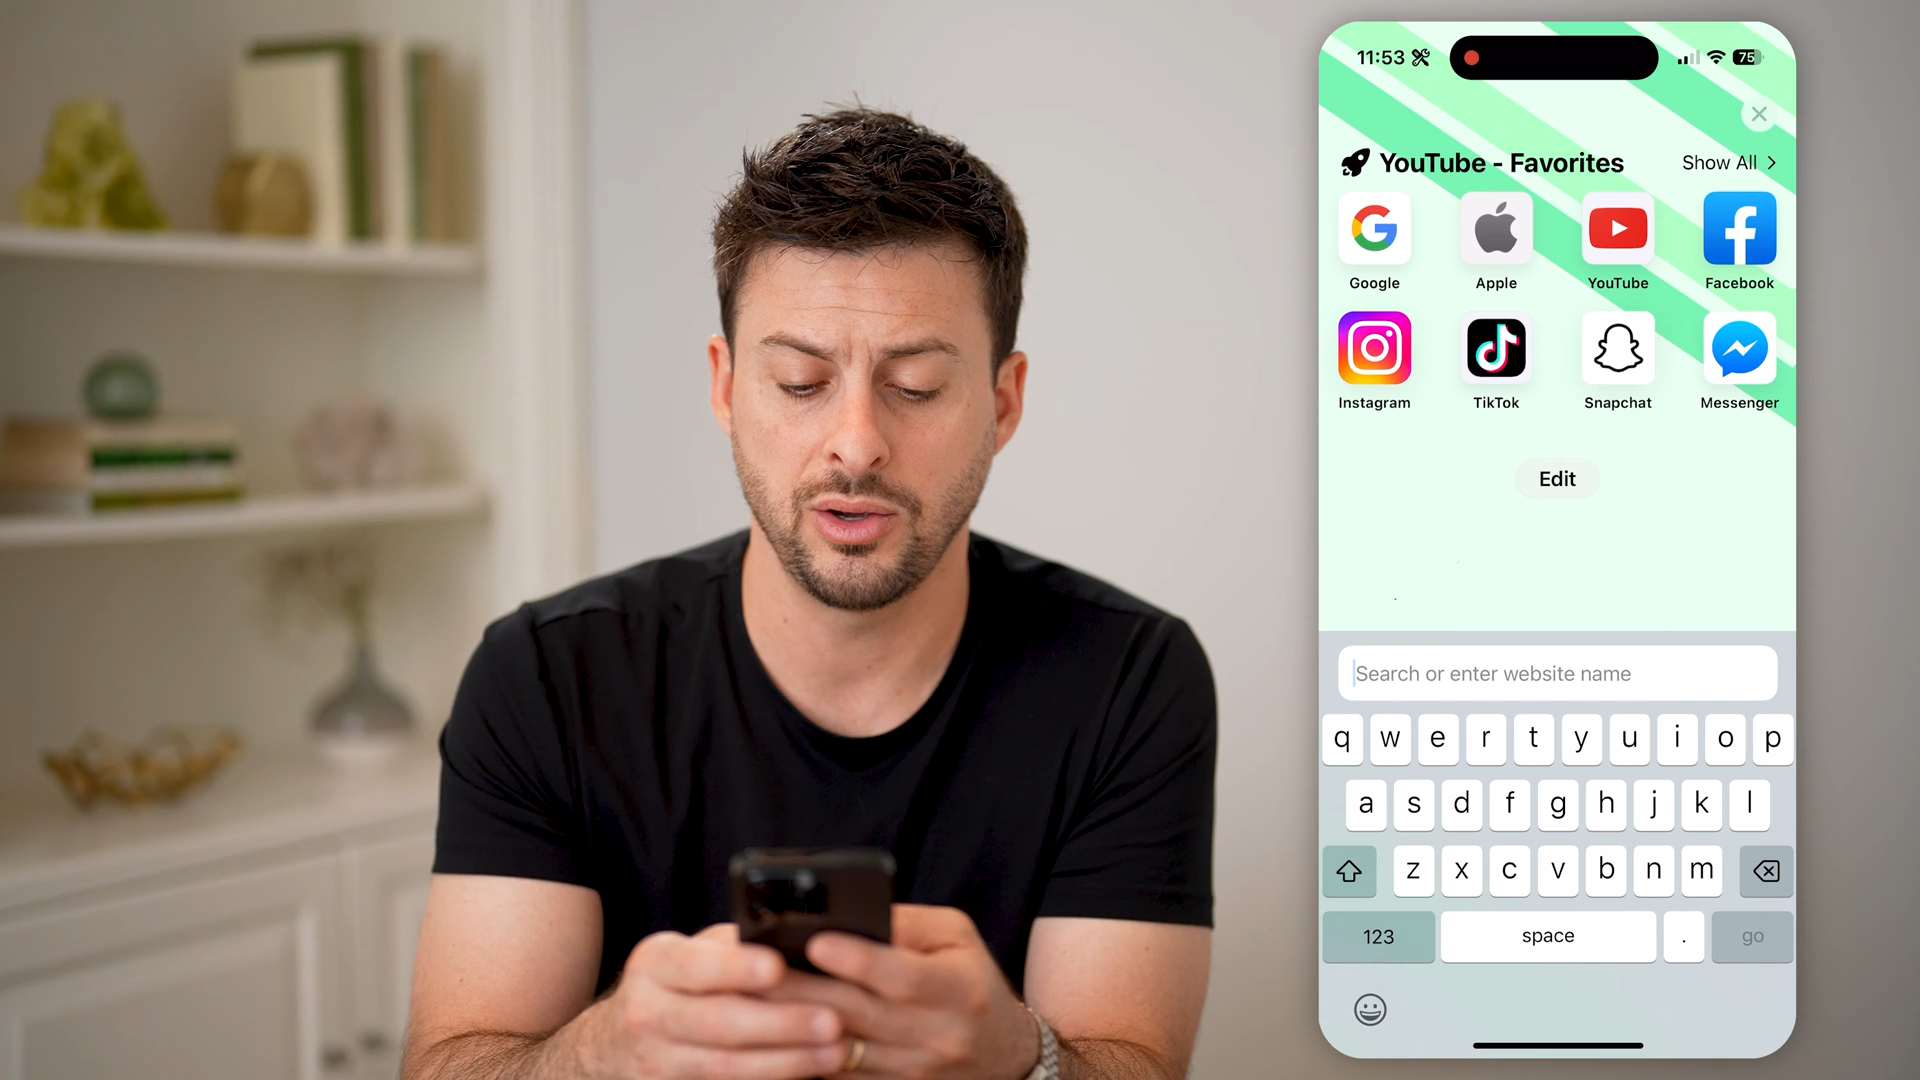 11:53
75
YouTube - Favorites
Show All
Google
Apple
YouTube
Facebook
Instagram
TikTok
Snapchat
Messenger
Edit
Search or enter website name
q w e r t y u i o p
a s d f g h j k l
z x c v b n m
123 space . go